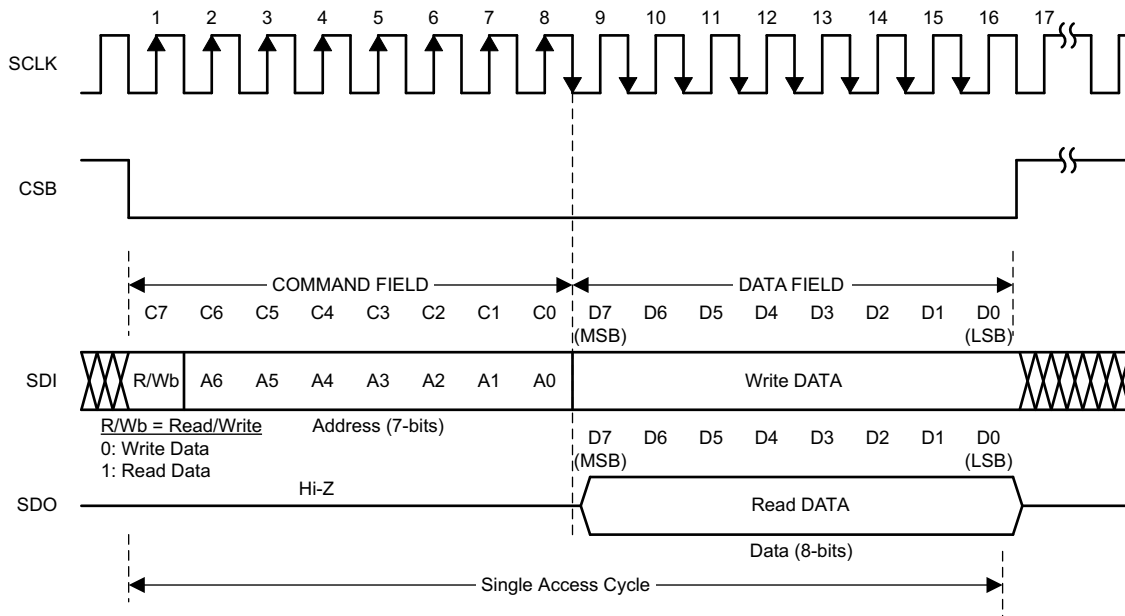 1 2 3 4 5 6 7 8 9 10 11 12 13 14 15 16 17
SCLK
CSB
COMMAND FIELD DATA FIELD
C7 C6 C5 C4 C3 C2 C1 C0 D7 D6 D5 D4 D3 D2 D1 D0
(MSB) (LSB)
SDI R/Wb A6 A5 A4 A3 A2 A1 A0 Write DATA
R/Wb = Read/Write Address (7-bits) D7 D6 D5 D4 D3 D2 D1 D0
0: Write Data (MSB) (LSB)
1: Read Data
Hi-Z
SDO Read DATA
Data (8-bits)
Single Access Cycle